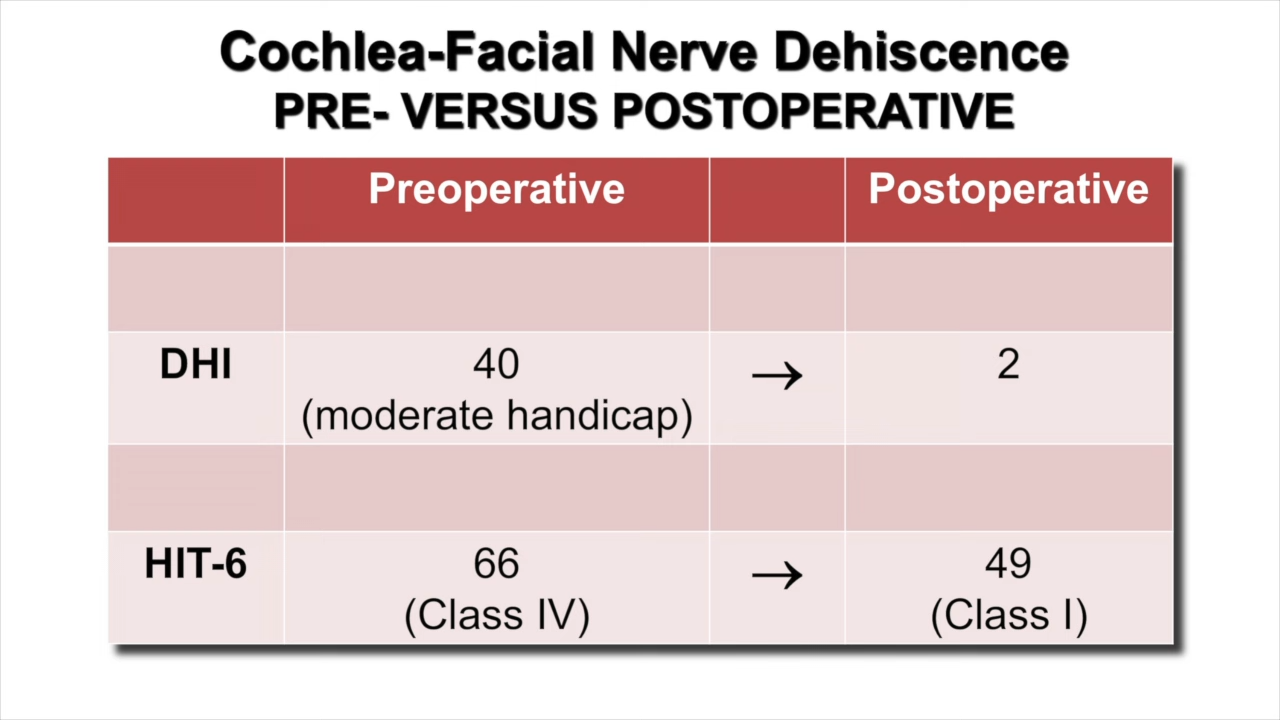 Cochlea-Facial Nerve Dehiscence
PRE- VERSUS POSTOPERATIVE
Preoperative Postoperative
DHI 40 → 2
(moderate handicap)
HIT-6 66 → 49
(Class IV) (Class I)